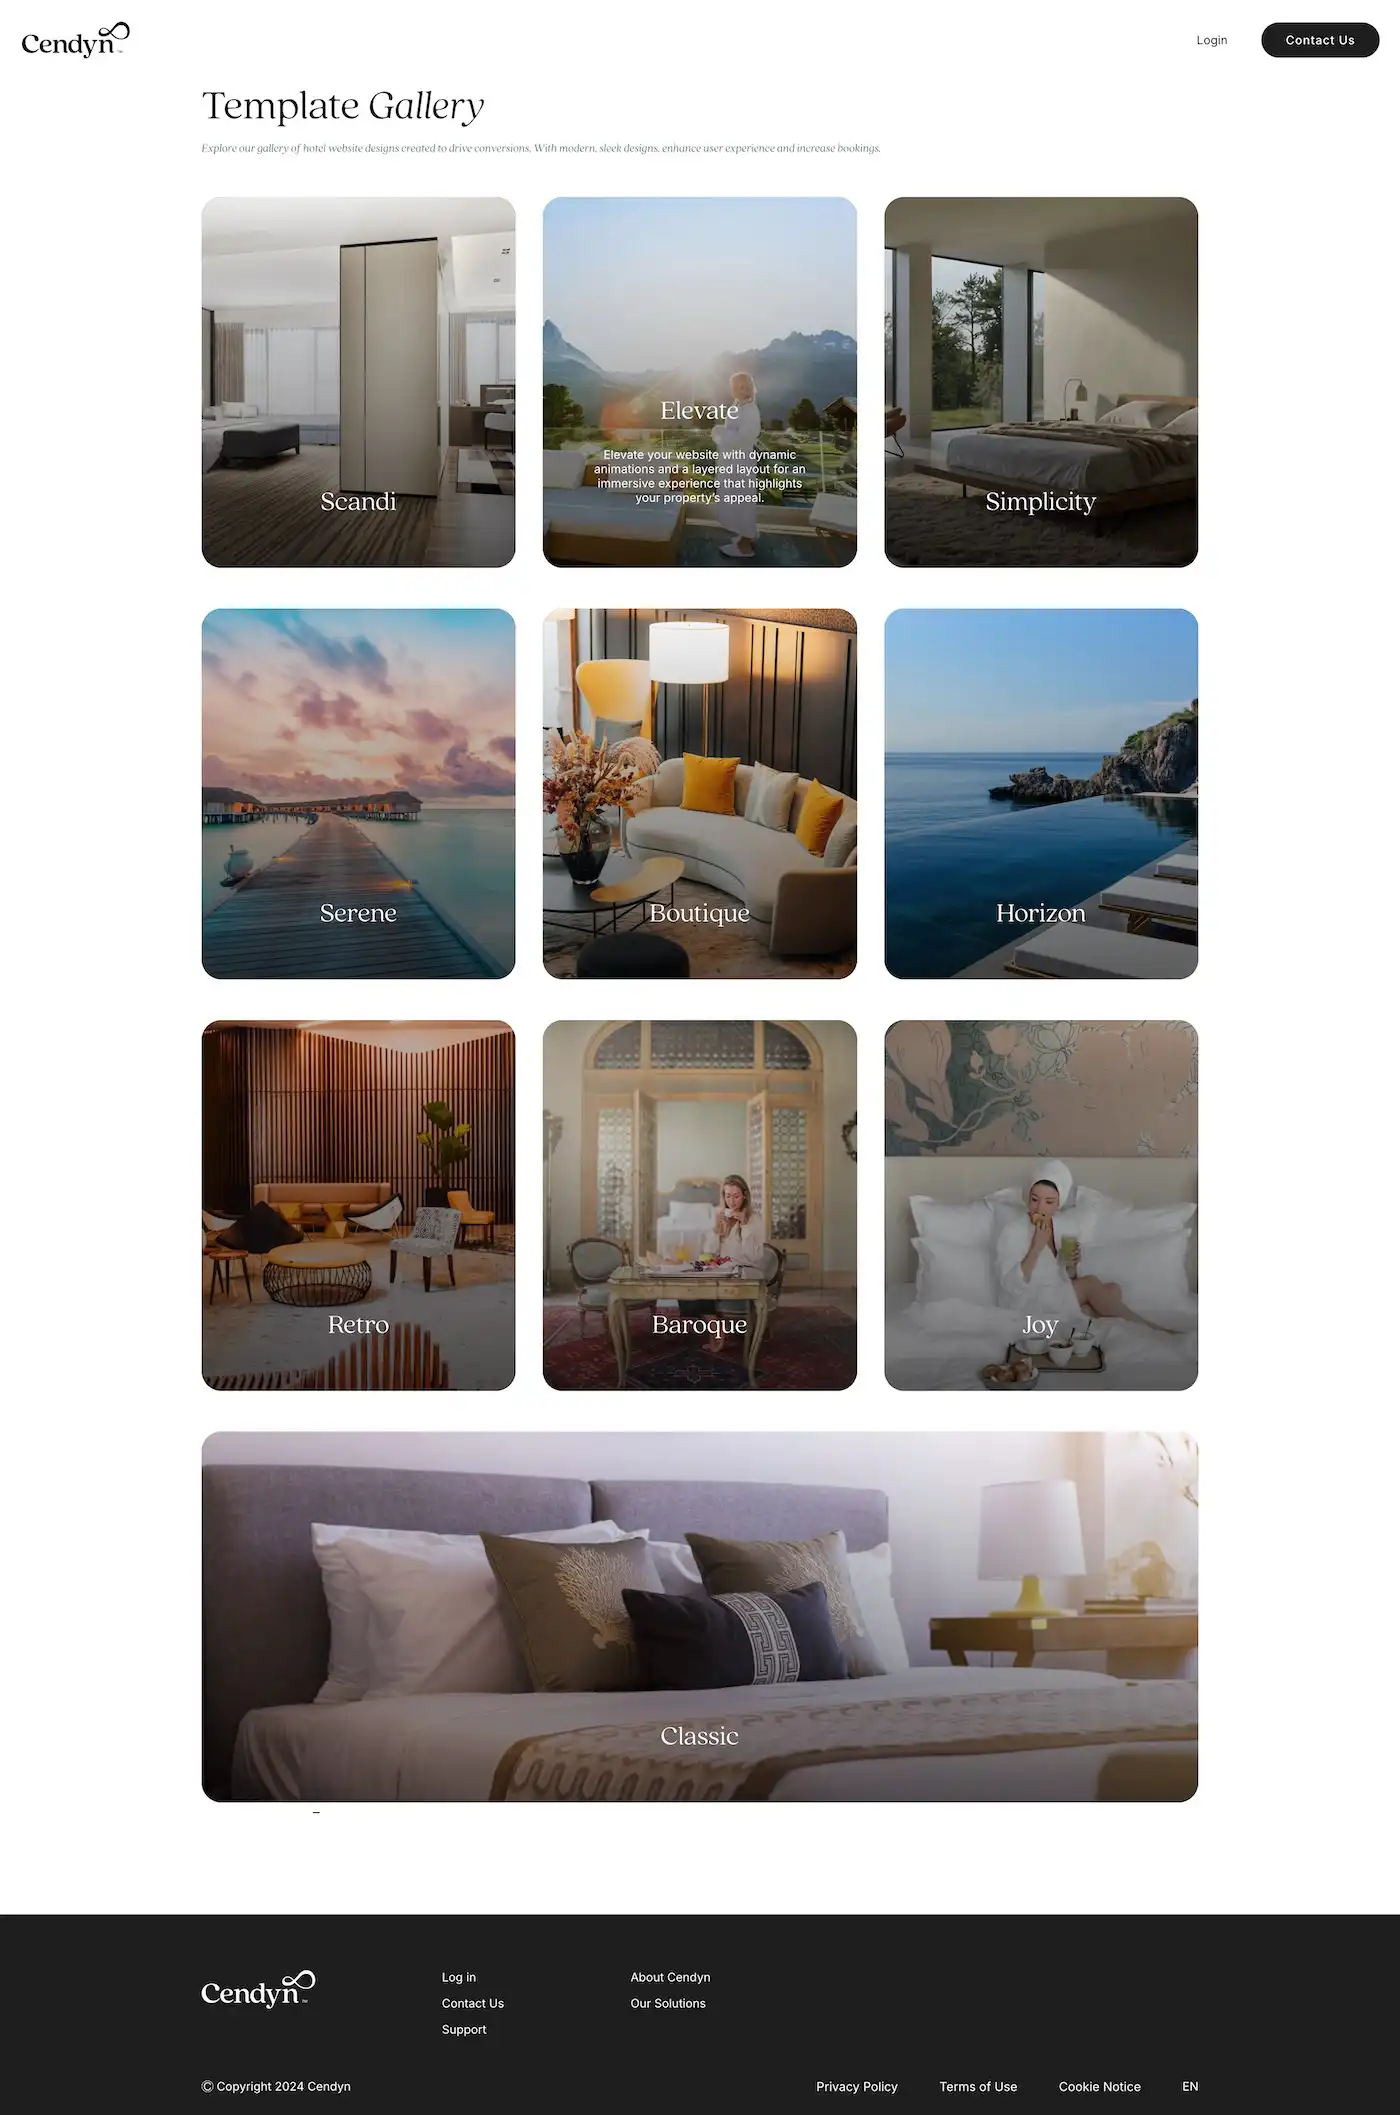 Cendyn™
Login
Contact Us
Template Gallery
Explore our gallery of hotel website designs created to drive conversions. With modern, sleek designs, enhance user experience and increase bookings.
Scandi
Elevate
Elevate your website with dynamic
animations and a layered layout for an
immersive experience that highlights
your property's appeal.
Simplicity
Serene
Boutique
Horizon
Retro
Baroque
Joy
Classic
–
Cendyn™
Log in
Contact Us
Support
About Cendyn
Our Solutions
© Copyright 2024 Cendyn
Privacy Policy
Terms of Use
Cookie Notice
EN